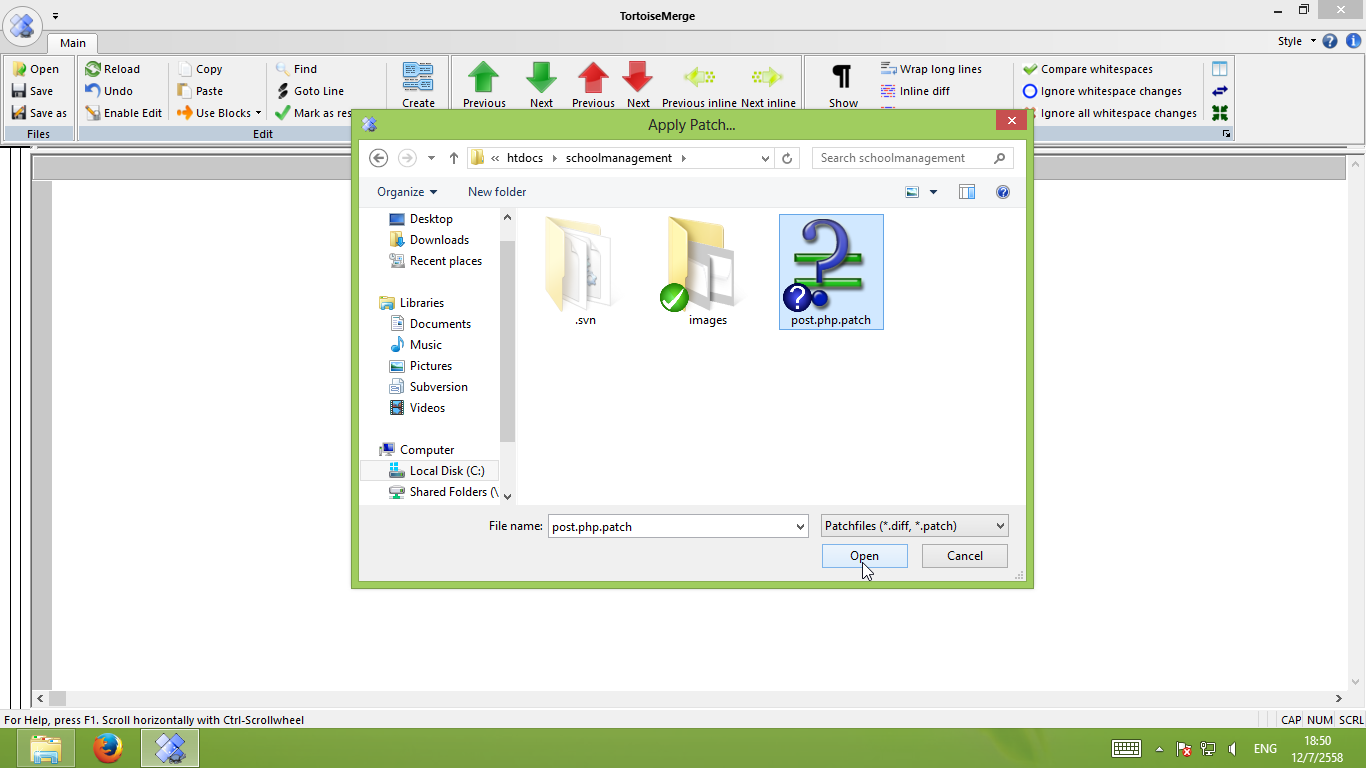 TortoiseMerge
Main
Style
Open
Save
Save as
Files
Reload
Undo
Enable Edit
Copy
Paste
Use Blocks
Find
Goto Line
Mark as res
Edit
Create
Previous
Next
Previous
Next
Previous inline
Next inline
Show
Wrap long lines
Inline diff
Compare whitespaces
Ignore whitespace changes
Ignore all whitespace changes
Apply Patch...
« htdocs schoolmanagement
Search schoolmanagement
Organize
New folder
Desktop
Downloads
Recent places
Libraries
Documents
Music
Pictures
Subversion
Videos
Computer
Local Disk (C:)
Shared Folders (\
.svn
images
post.php.patch
File name:
post.php.patch
Patchfiles (*.diff, *.patch)
Open
Cancel
For Help, press F1. Scroll horizontally with Ctrl-Scrollwheel
CAP NUM SCRL
ENG
18:50
12/7/2558